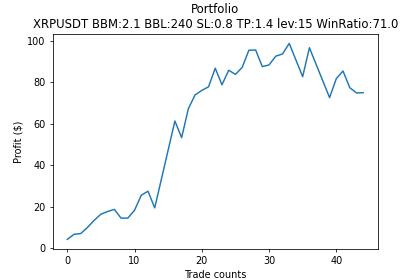 Portfolio
XRPUSDT BBM:2.1 BBL:240 SL:0.8 TP:1.4 lev:15 WinRatio:71.0
100
80
60
40
20
0
Profit ($)
0 10 20 30 40
Trade counts